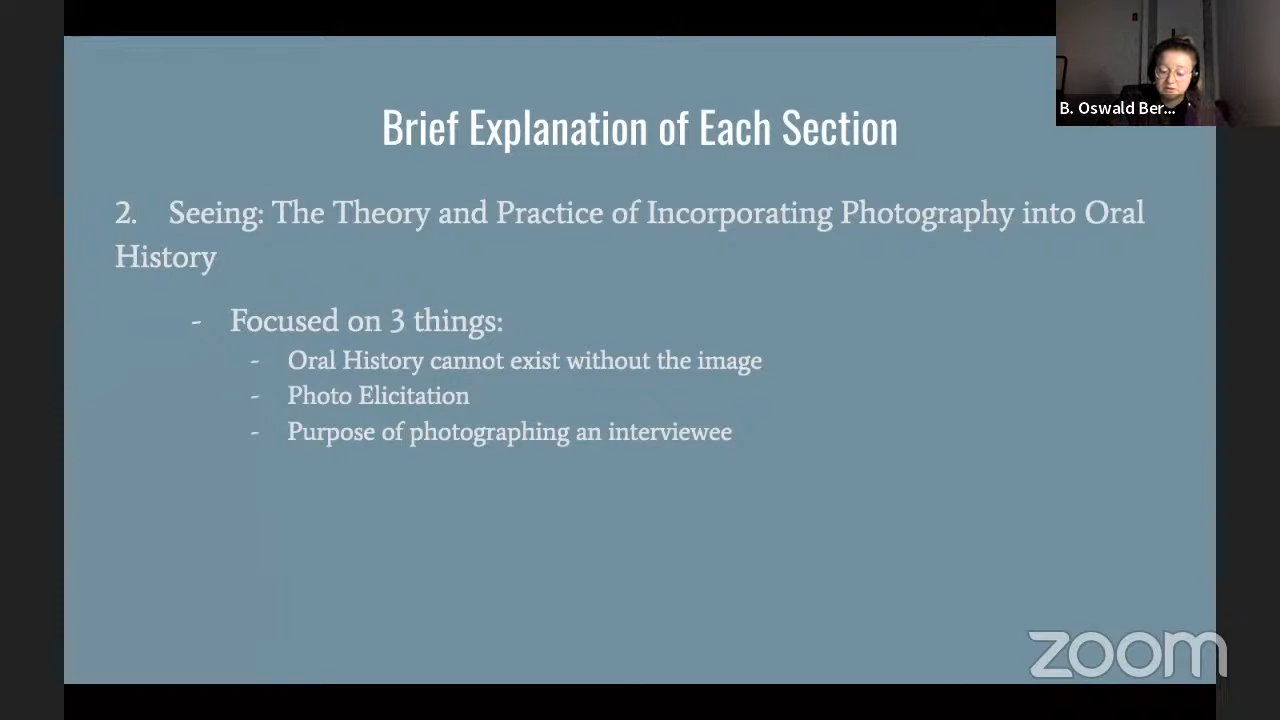 Brief Explanation of Each Section
B. Oswald Ber...
2. Seeing: The Theory and Practice of Incorporating Photography into Oral
History
- Focused on 3 things:
- Oral History cannot exist without the image
- Photo Elicitation
- Purpose of photographing an interviewee
zoom